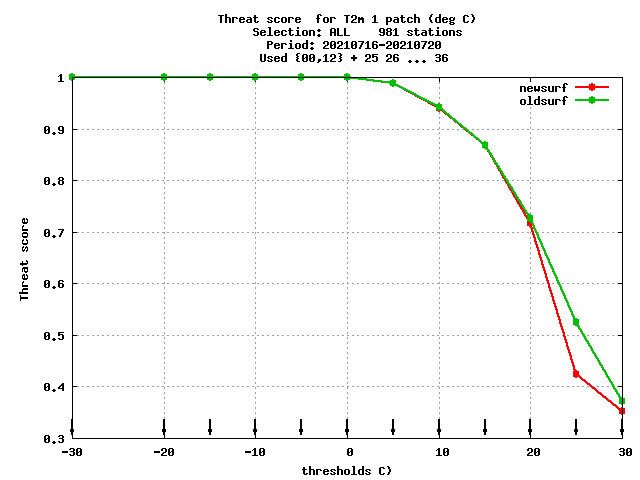 Threat score  for T2m 1 patch (deg C)
Selection: ALL    981 stations
Period: 20210716-20210720
Used {00,12} + 25 26 ... 36
newsurf
oldsurf
1
0.9
0.8
0.7
0.6
0.5
0.4
0.3
Threat score
-30
-20
-10
0
10
20
30
thresholds C)